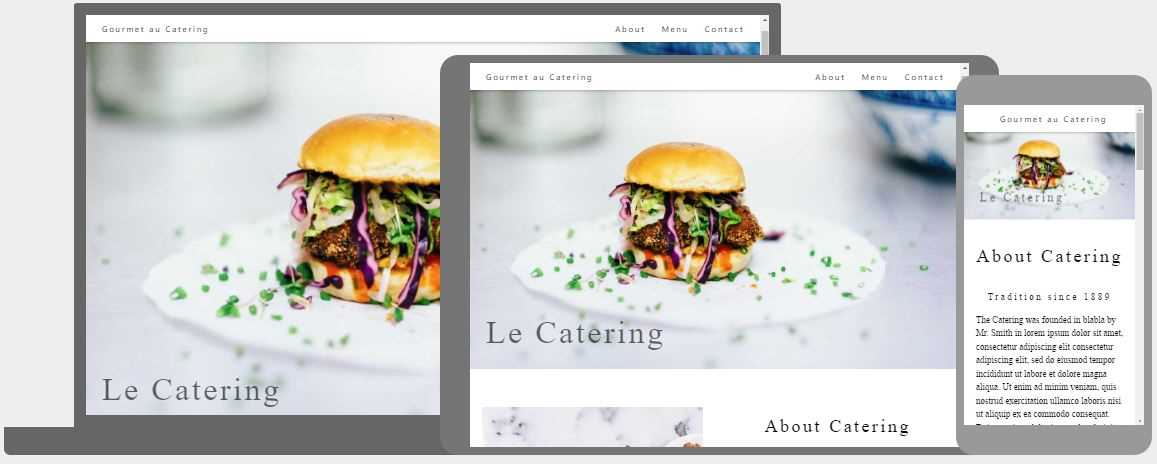 Gourmet au Catering
About Menu Contact
Le Catering
Gourmet au Catering
About Menu Contact
Le Catering
About Catering
Gourmet au Catering
Le Catering
About Catering
Tradition since 1889
The Catering was founded in blabla by
Mr. Smith in lorem ipsum dolor sit amet,
consectetur adipiscing elit consectetur
adipiscing elit, sed do eiusmod tempor
incididunt ut labore et dolore magna
aliqua. Ut enim ad minim veniam, quis
nostrud exercitation ullamco laboris nisi
ut aliquip ex ea commodo consequat.